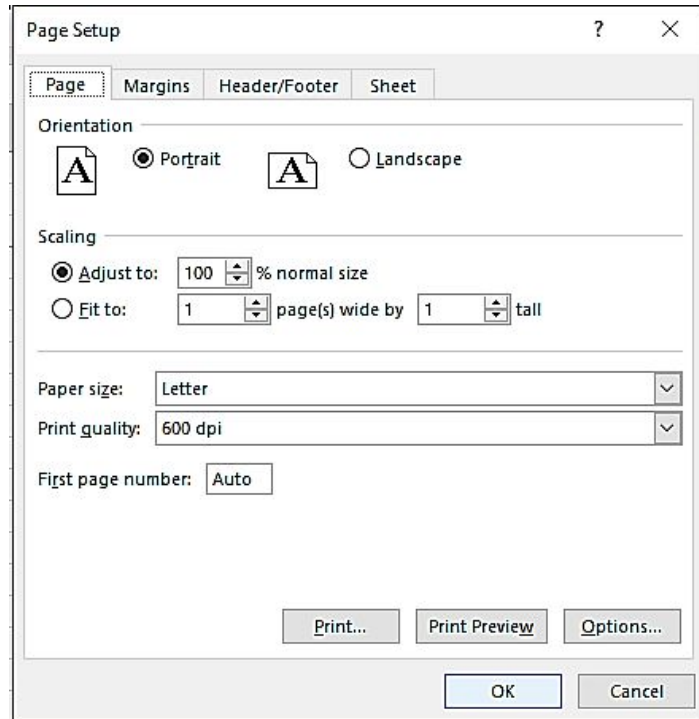 Page Setup ? ×
Page Margins Header/Footer Sheet
Orientation
A Portrait A Landscape
Scaling
Adjust to: 100 % normal size
Fit to: 1 page(s) wide by 1 tall
Paper size: Letter
Print quality: 600 dpi
First page number: Auto
Print... Print Preview Options...
OK Cancel